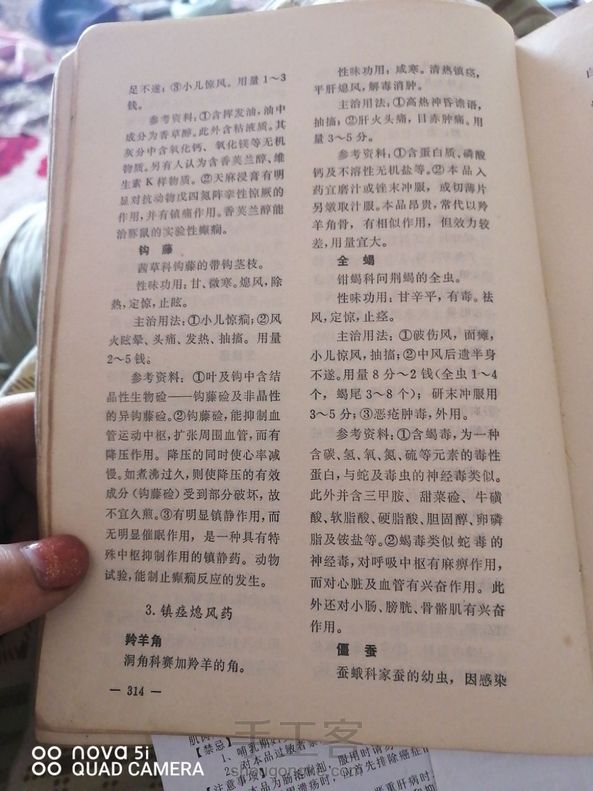 足不遂；③小儿惊风。用量1～3
钱。
参考资料：①含挥发油，油中
成分为香草醇。此外含粘液质。其
灰分中含氧化钙、氧化镁等无机
物质。另有人认为含香荚兰醇、维
生素K样物质。②天麻浸膏有明
显对抗动物戊四氮阵挛性惊厥的
作用，并有镇痛作用。香荚兰醇能
治豚鼠的实验性癫痫。
钩藤
茜草科钩藤的带钩茎枝。
性味功用：甘、微寒。熄风，除
热，定惊，止眩。
主治用法：①小儿惊痫；②风
火眩晕、头痛、发热、抽搐。用量
2～5钱。
参考资料：①叶及钩中含结
晶性生物硷——钩藤硷及非晶性
的异钩藤硷。②钩藤硷，能抑制血
管运动中枢，扩张周围血管，而有
降压作用。降压的同时使心率减
慢。如煮沸过久，则使降压的有效
成分（钩藤硷）受到部分破坏，故
不宜久煎。③有明显镇静作用，而
无明显催眠作用，是一种具有特
殊中枢抑制作用的镇静药。动物
试验，能制止癫痫反应的发生。
3.镇痉熄风药
羚羊角
洞角科赛加羚羊的角。
— 314 —
性味功用：咸寒。清热镇痉，
平肝熄风，解毒消肿。
主治用法：①高热神昏谵语，
抽搐；②肝火头痛，目赤肿痛。用
量3～5分。
参考资料：①含蛋白质、磷酸
钙及不溶性无机盐等。②本品入
药宜磨汁或锉末冲服，或切薄片
另燉取汁服。本品昂贵，常代以羚
羊角骨，有相似作用，但效力较
差，用量宜大。
全蝎
钳蝎科问荆蝎的全虫。
性味功用：甘辛平，有毒。祛
风，定惊，止痉。
主治用法：①破伤风，面瘫，
小儿惊风，抽搐；②中风后遗半身
不遂。用量8分～2钱（全虫1～4
个，蝎尾3～8个）；研末冲服用
3～5分；③恶疮肿毒，外用。
参考资料：①含蝎毒，为一种
含碳、氢、氧、氮、硫等元素的毒性
蛋白，与蛇及毒虫的神经毒类似。
此外并含三甲胺、甜菜硷、牛磺
酸、软脂酸、硬脂酸、胆固醇、卵磷
脂及铵盐等。②蝎毒类似蛇毒的
神经毒，对呼吸中枢有麻痹作用，
而对心脏及血管有兴奋作用。此
外还对小肠、膀胱、骨骼肌有兴奋
作用。
僵蚕
蚕蛾科家蚕的幼虫，因感染
手工客
shougongke.com
【禁忌】
1、哺乳期妇
2、对本品过敏者禁
【注意事项】
nova 5i
QUAD CAMERA